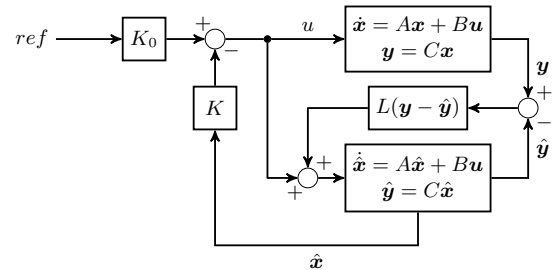 ref
K₀
+
−
u
ẋ = Ax + Bu
y = Cx
y
+
−
K
L(y − ŷ)
ŷ
+
+
x̂̇ = Ax̂ + Bu
ŷ = Cx̂
x̂